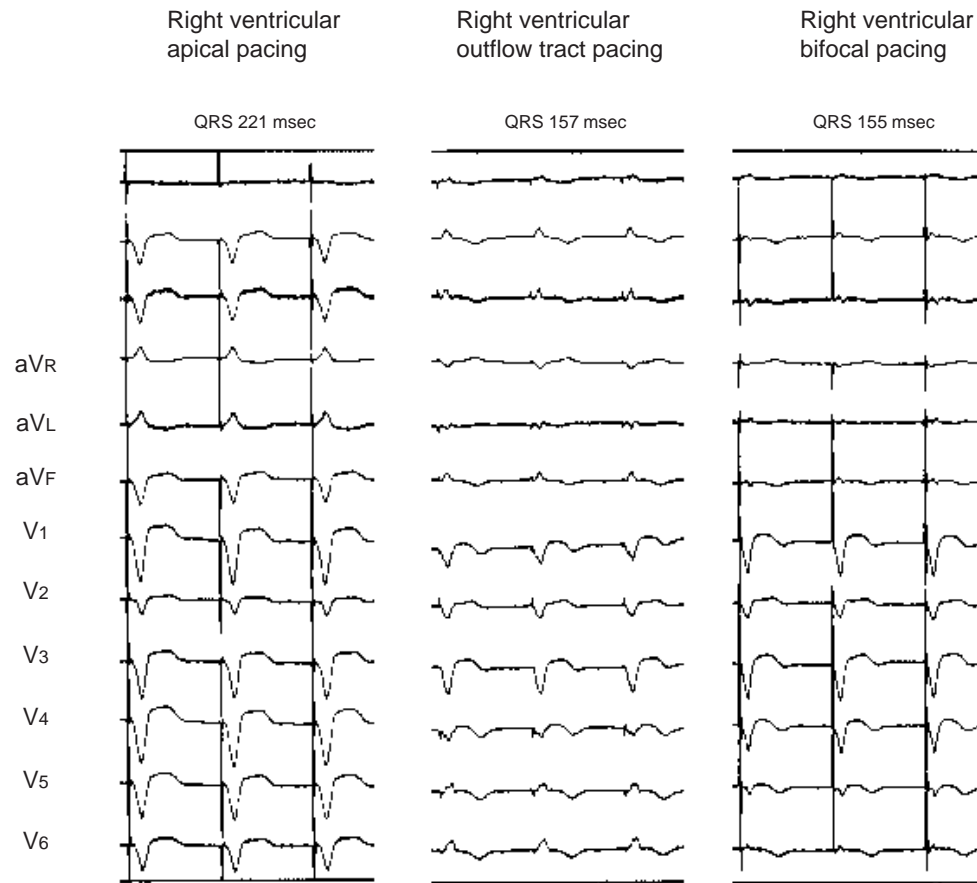 Right ventricular
apical pacing
Right ventricular
outflow tract pacing
Right ventricular
bifocal pacing
QRS 221 msec
QRS 157 msec
QRS 155 msec
aVR
aVL
aVF
V1
V2
V3
V4
V5
V6